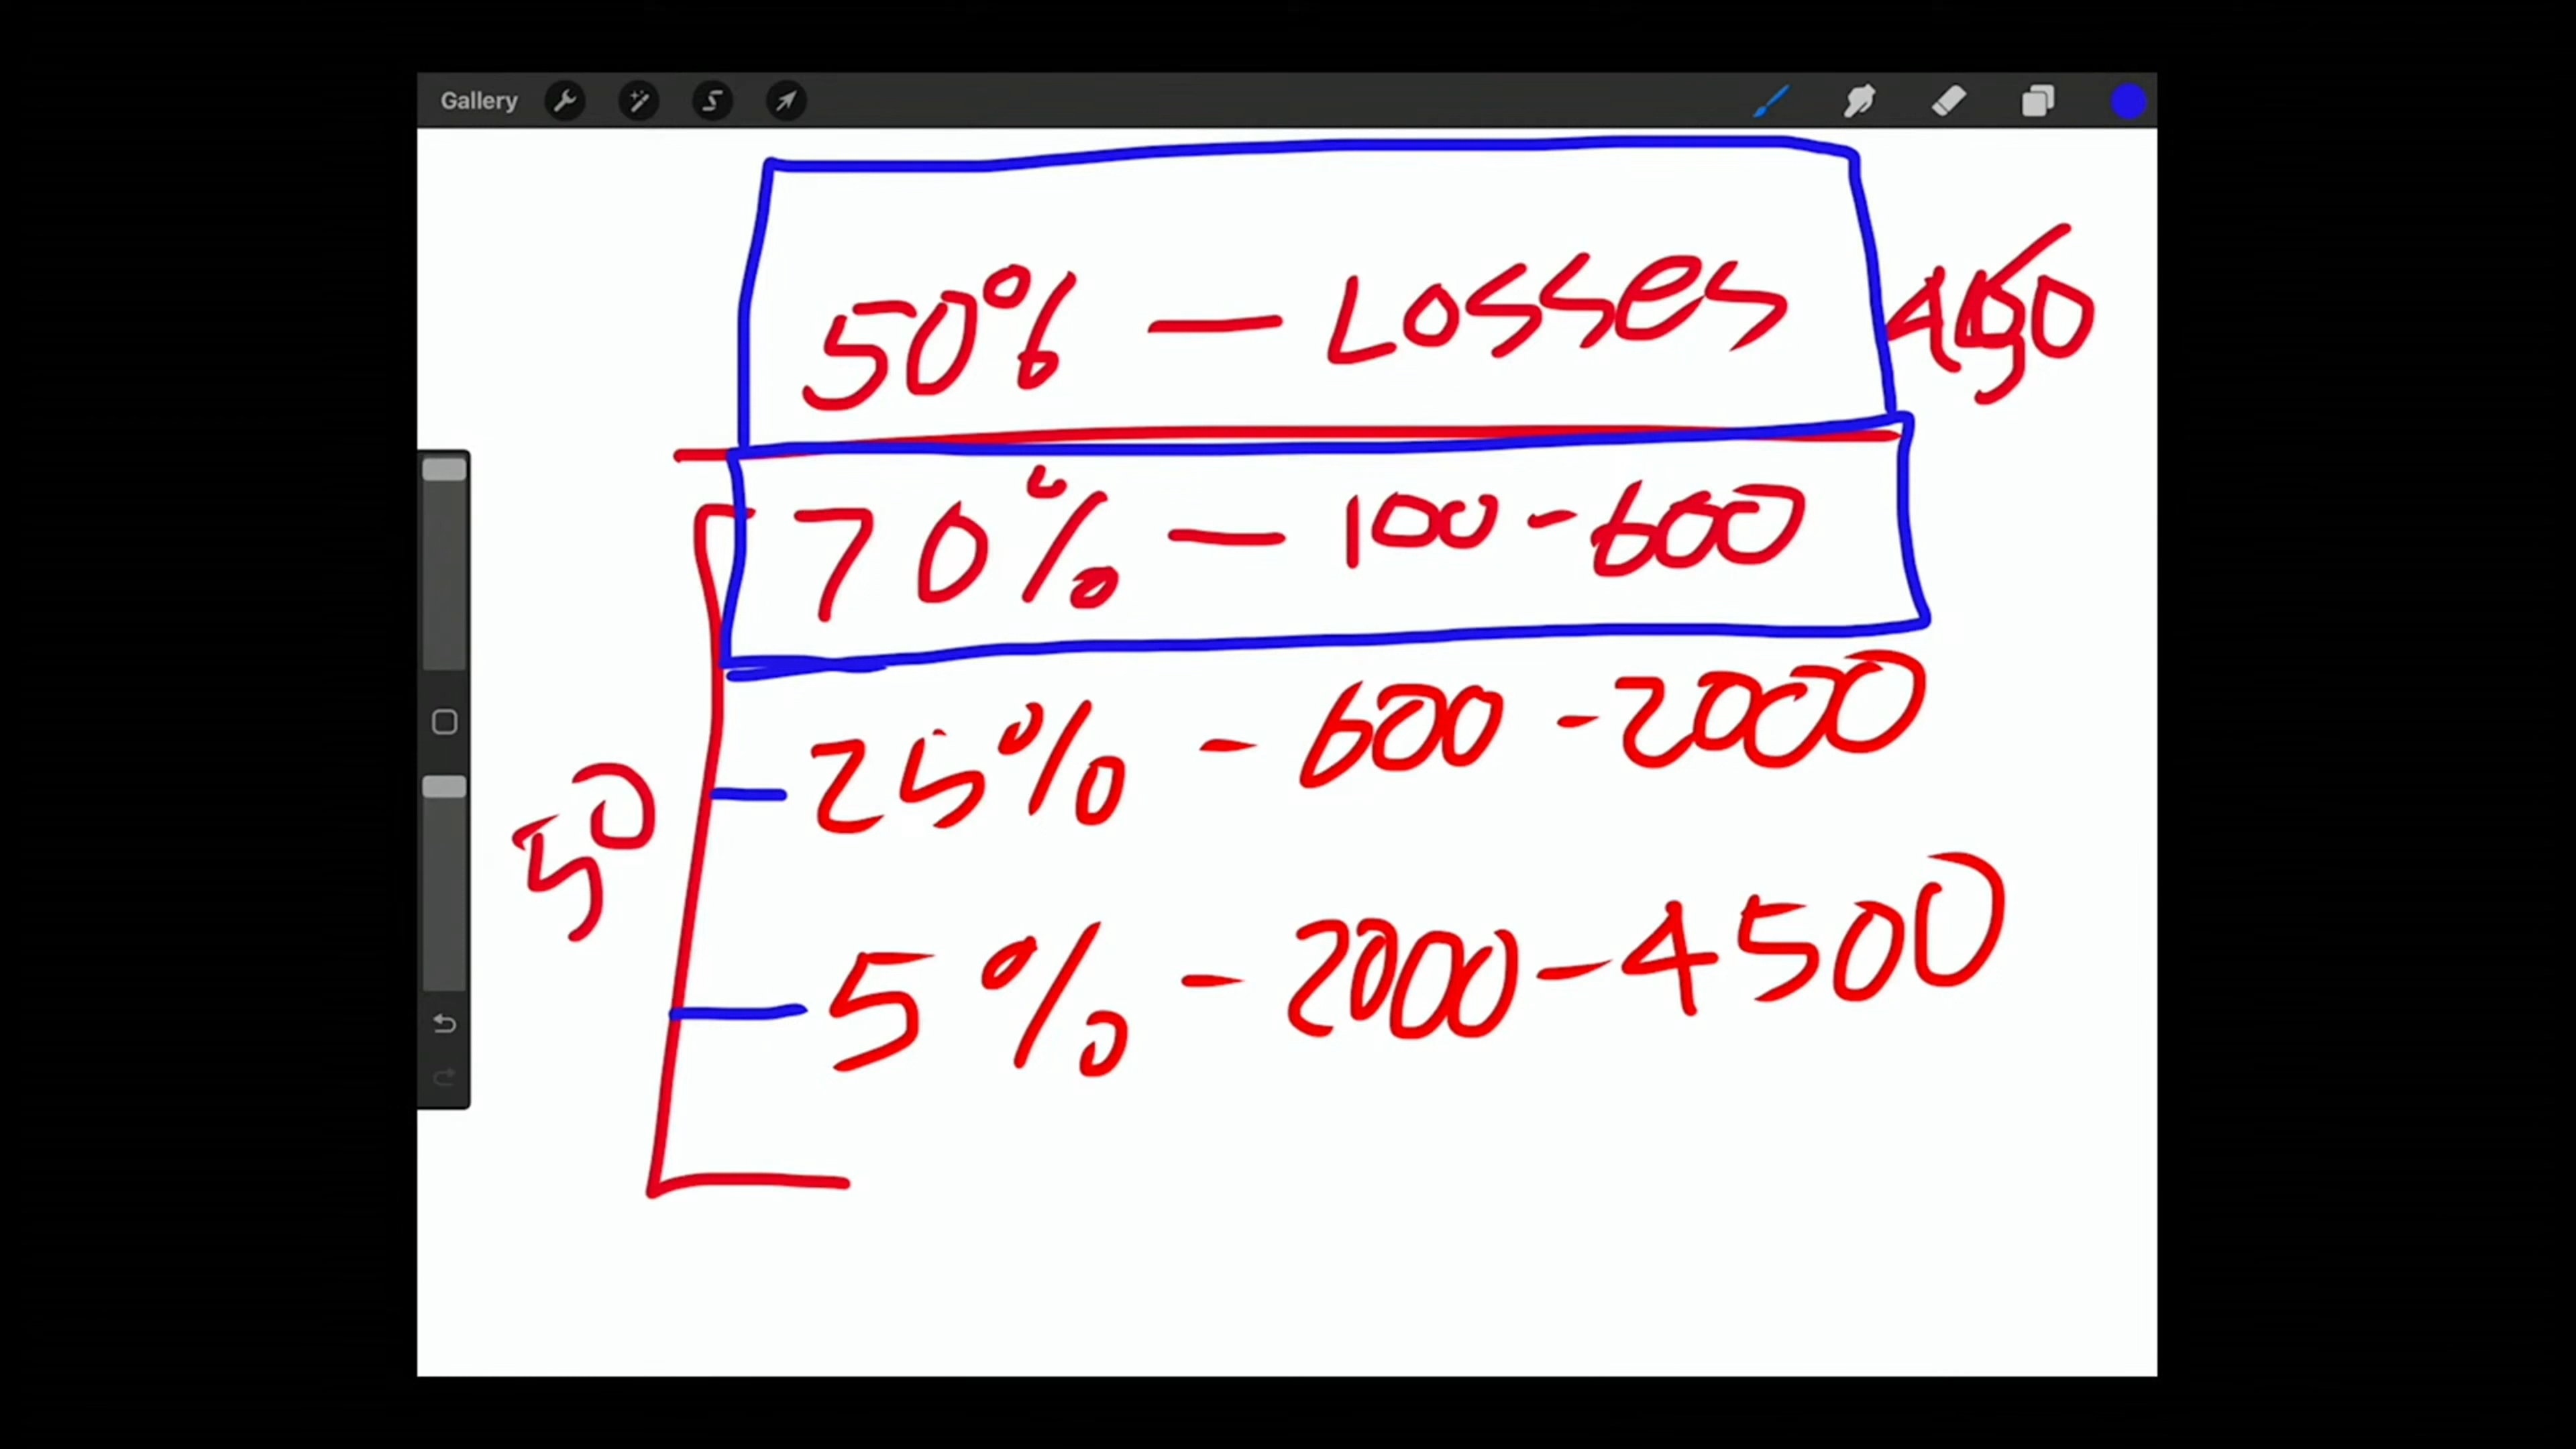 Gallery
50% — Losses
70% — 100 - 600
25% - 600 - 2000
50
5% - 2000 - 4500